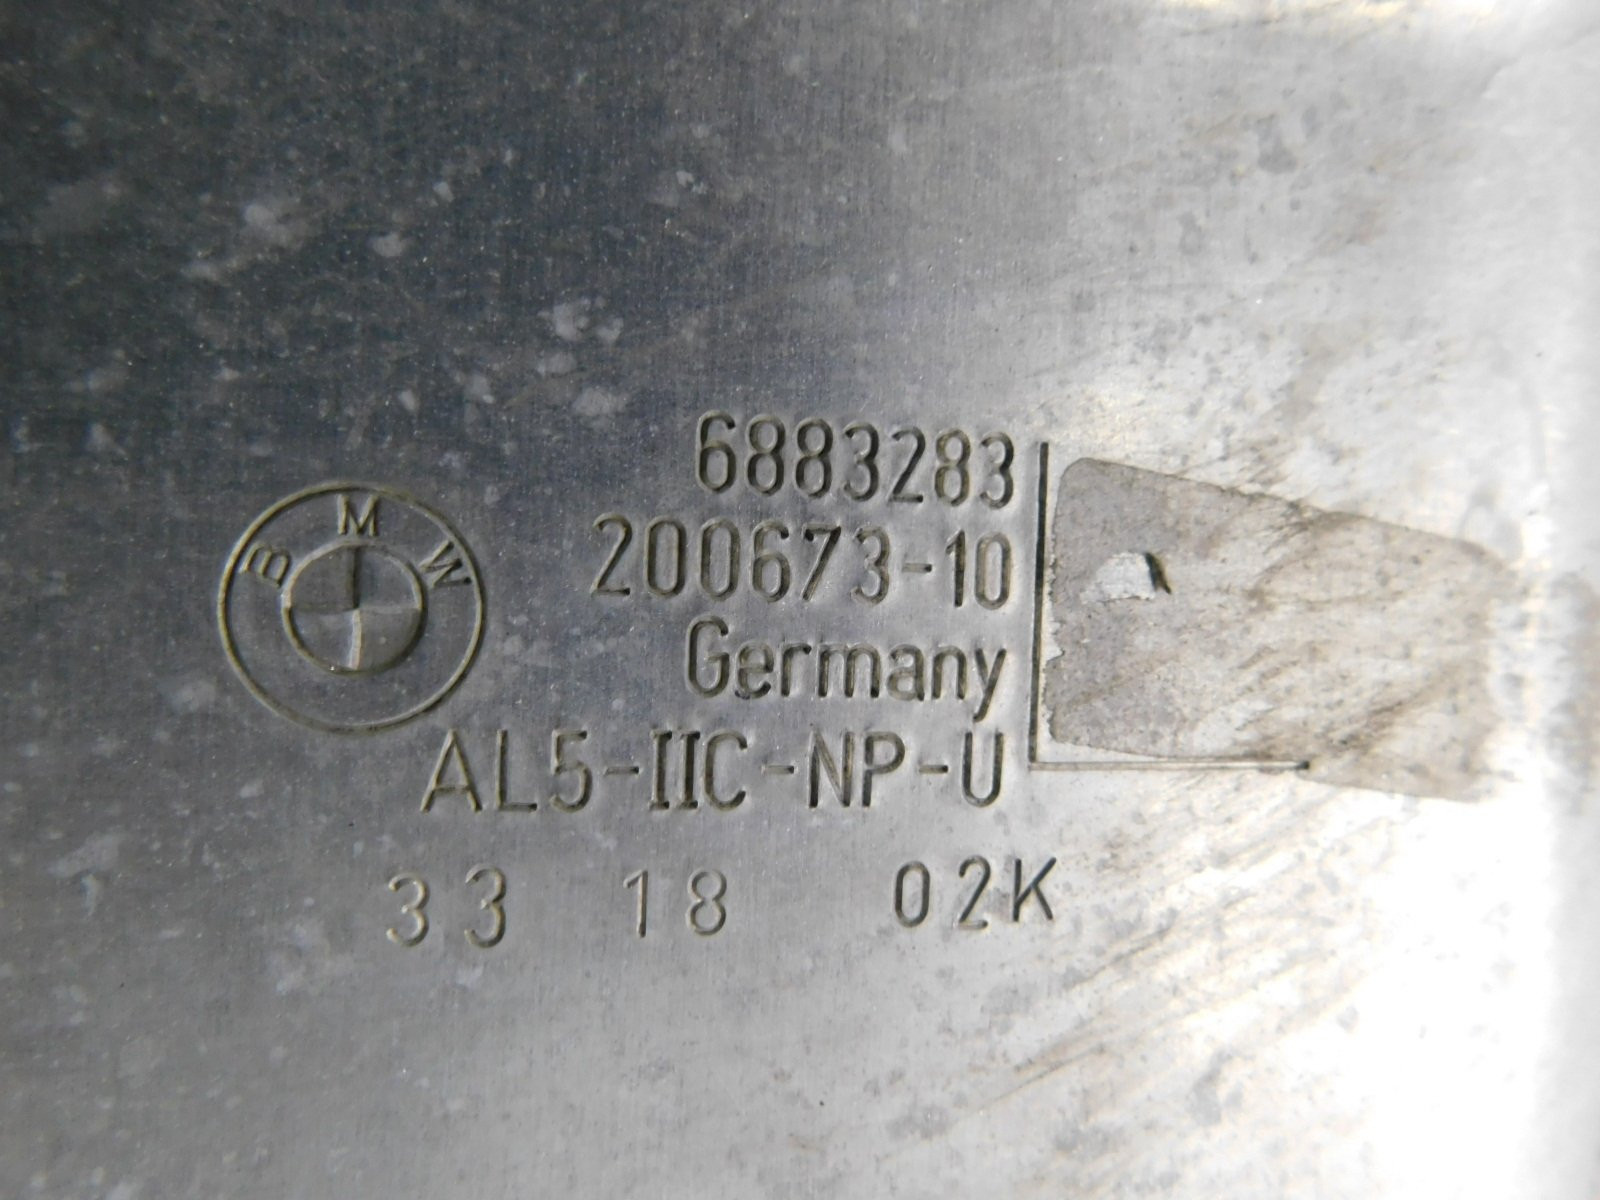 BMW
6883283
200673-10
Germany
AL5-IIC-NP-U
33 18 02K